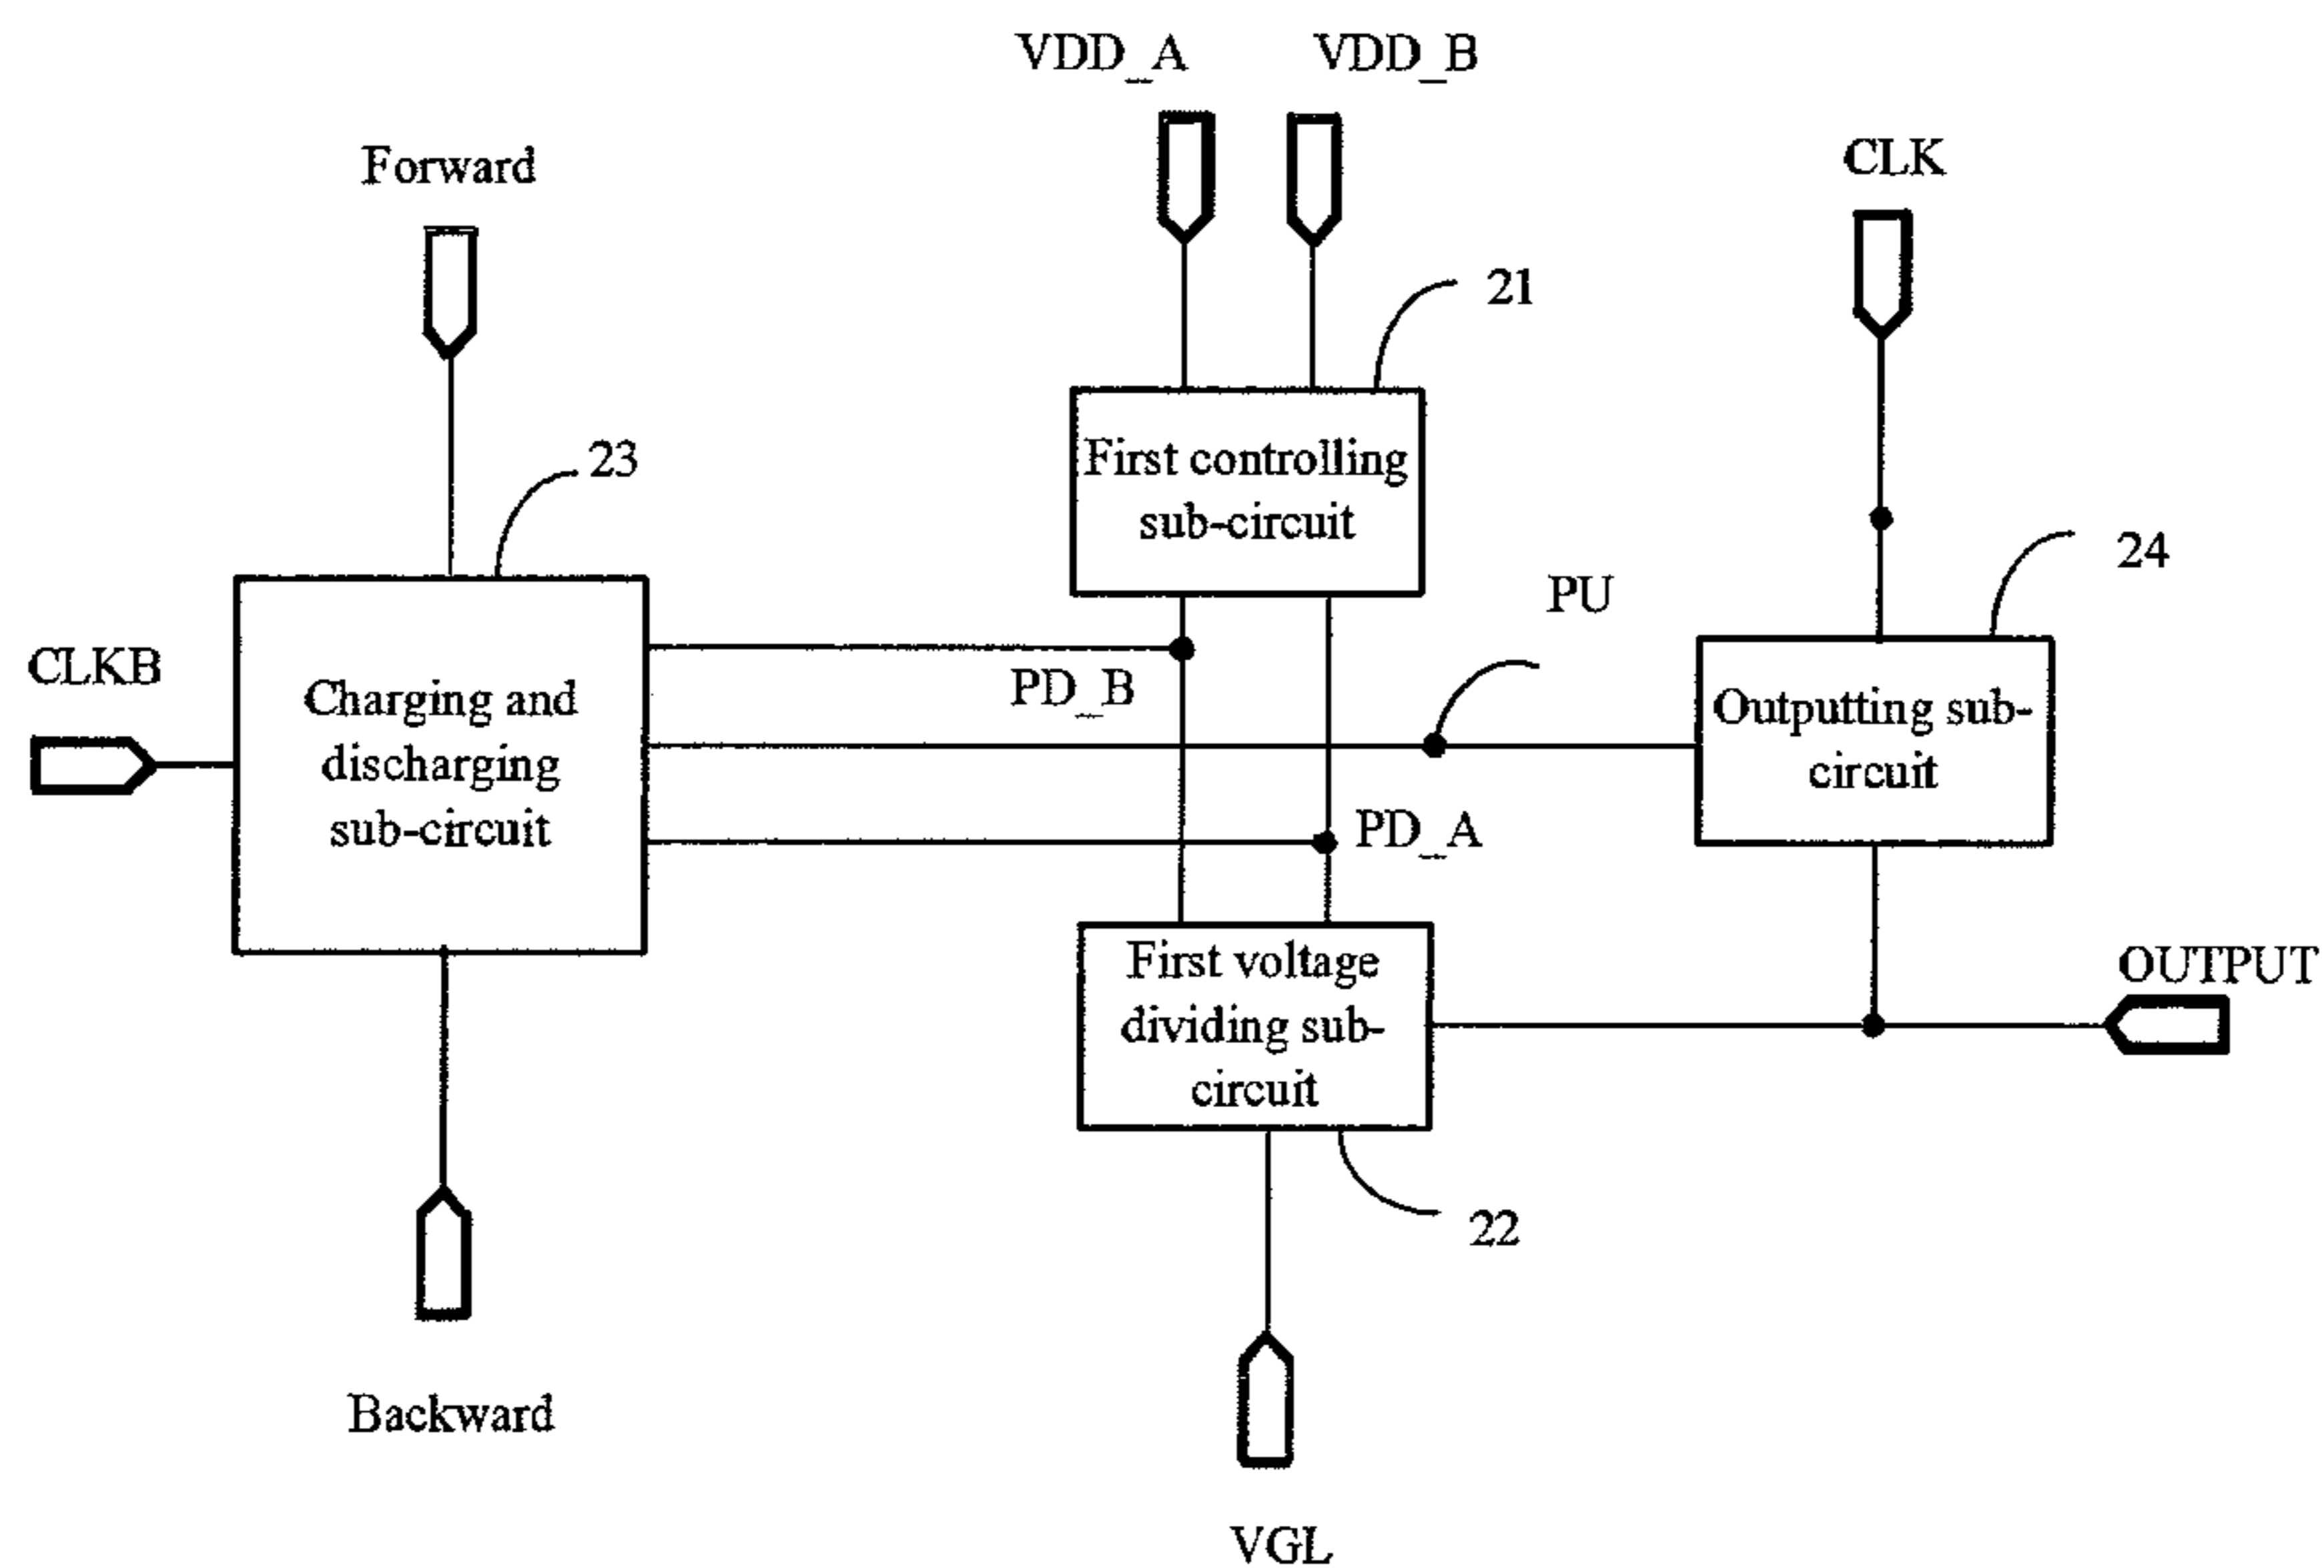 VDD_A
VDD_B
Forward
CLK
21
First controlling
sub-circuit
23
24
PU
CLKB
PD_B
Charging and
discharging
sub-circuit
Outputting sub-
circuit
PD_A
First voltage
dividing sub-
circuit
OUTPUT
22
Backward
VGL